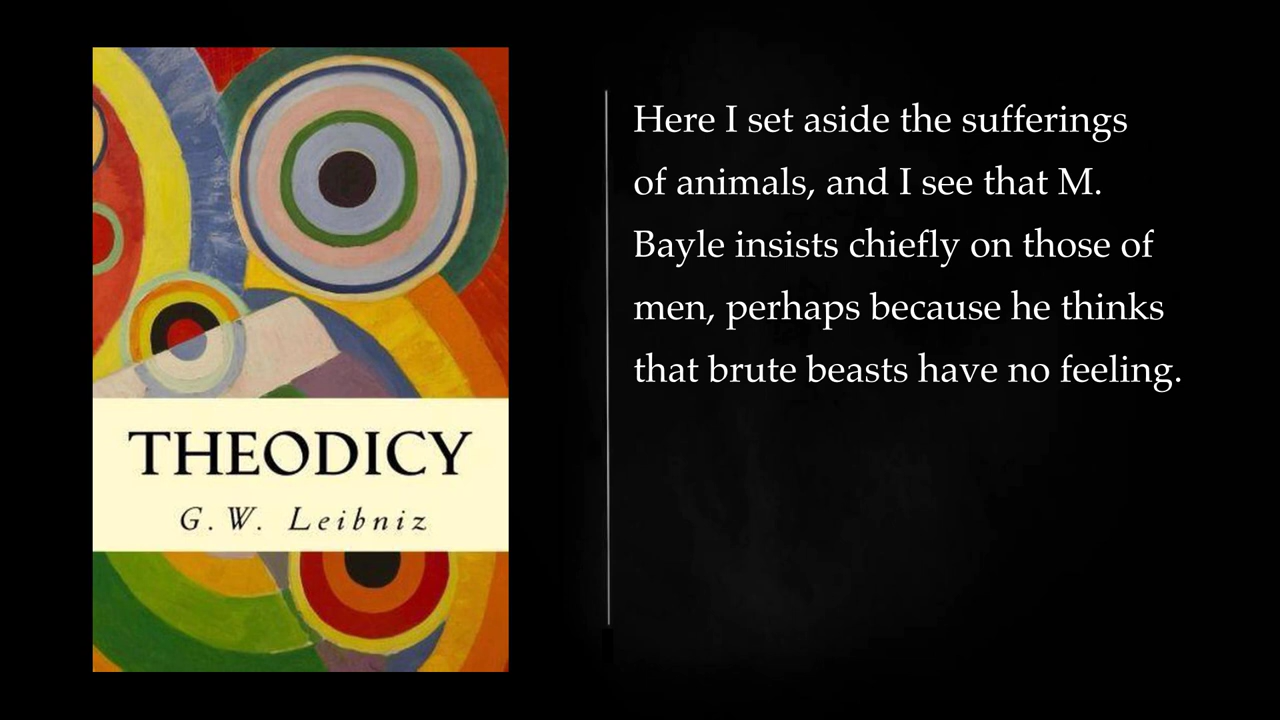 THEODICY
G. W. Leibniz
Here I set aside the sufferings
of animals, and I see that M.
Bayle insists chiefly on those of
men, perhaps because he thinks
that brute beasts have no feeling.